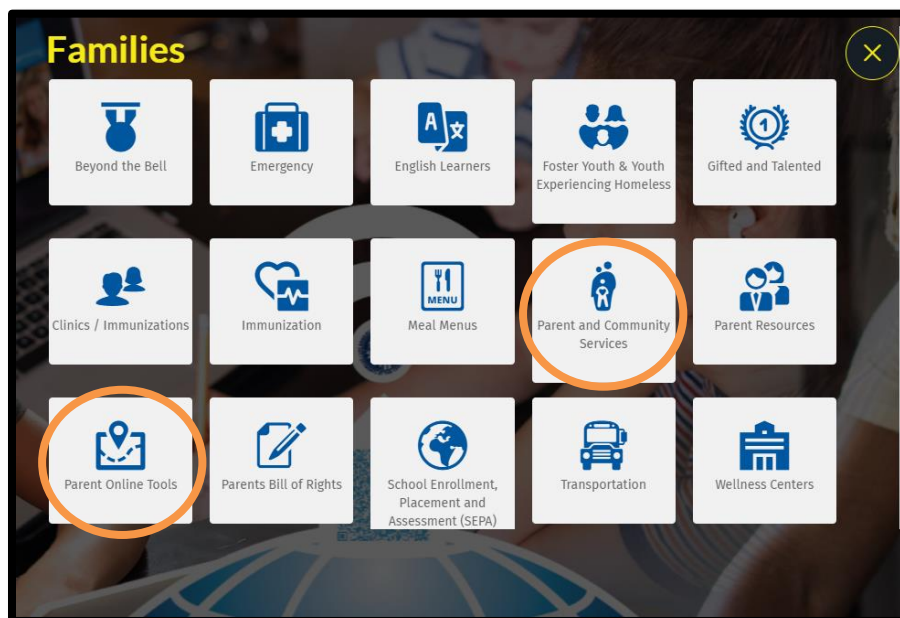 Families
Beyond the Bell
Emergency
A
English Learners
Foster Youth & Youth
Experiencing Homeless
1
Gifted and Talented
Clinics / Immunizations
Immunization
MENU
Meal Menus
Parent and Community
Services
Parent Resources
Parent Online Tools
Parents Bill of Rights
School Enrollment,
Placement and
Assessment (SEPA)
Transportation
Wellness Centers